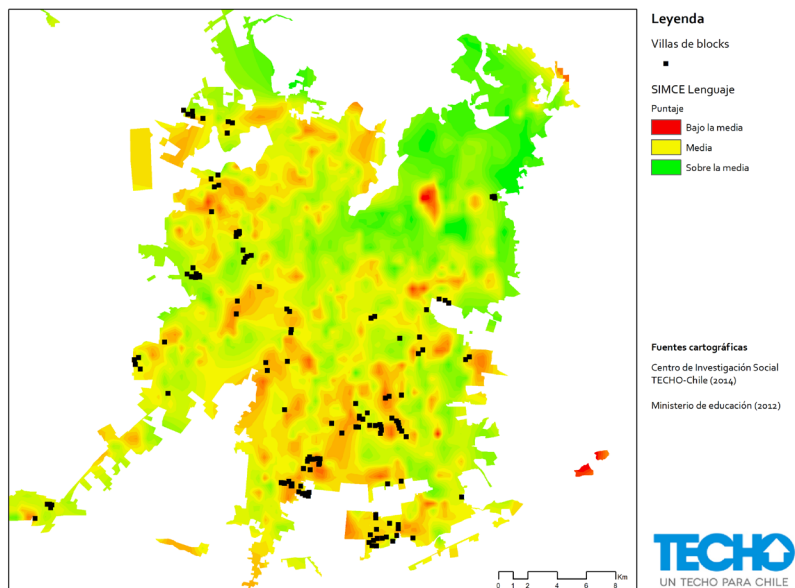 Leyenda
Villas de blocks
SIMCE Lenguaje
Puntaje
Bajo la media
Media
Sobre la media
Fuentes cartográficas
Centro de Investigación Social
TECHO-Chile (2014)
Ministerio de educación (2012)
TECHO
UN TECHO PARA CHILE
Km
0 1 2 4 6 8